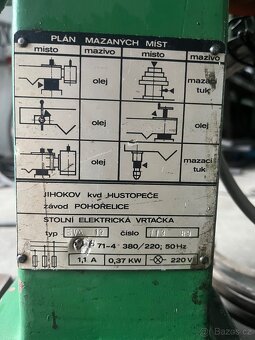 PLÁN MAZANÝCH MÍST
místo mazivo místo mazivo
olej mazací tuk
olej olej
olej mazací tuk
JIHOKOV kvd HUSTOPEČE
závod POHOŘELICE
STOLNÍ ELEKTRICKÁ VRTAČKA
typ číslo
71-4 380/220; 50Hz
1,1 A 0,37 KW 220 V